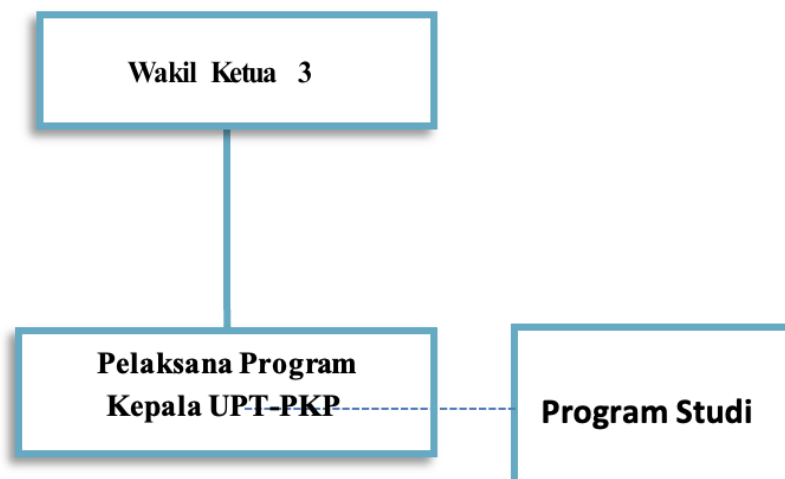 Wakil Ketua 3
Pelaksana Program
Kepala UPT-PKP
Program Studi